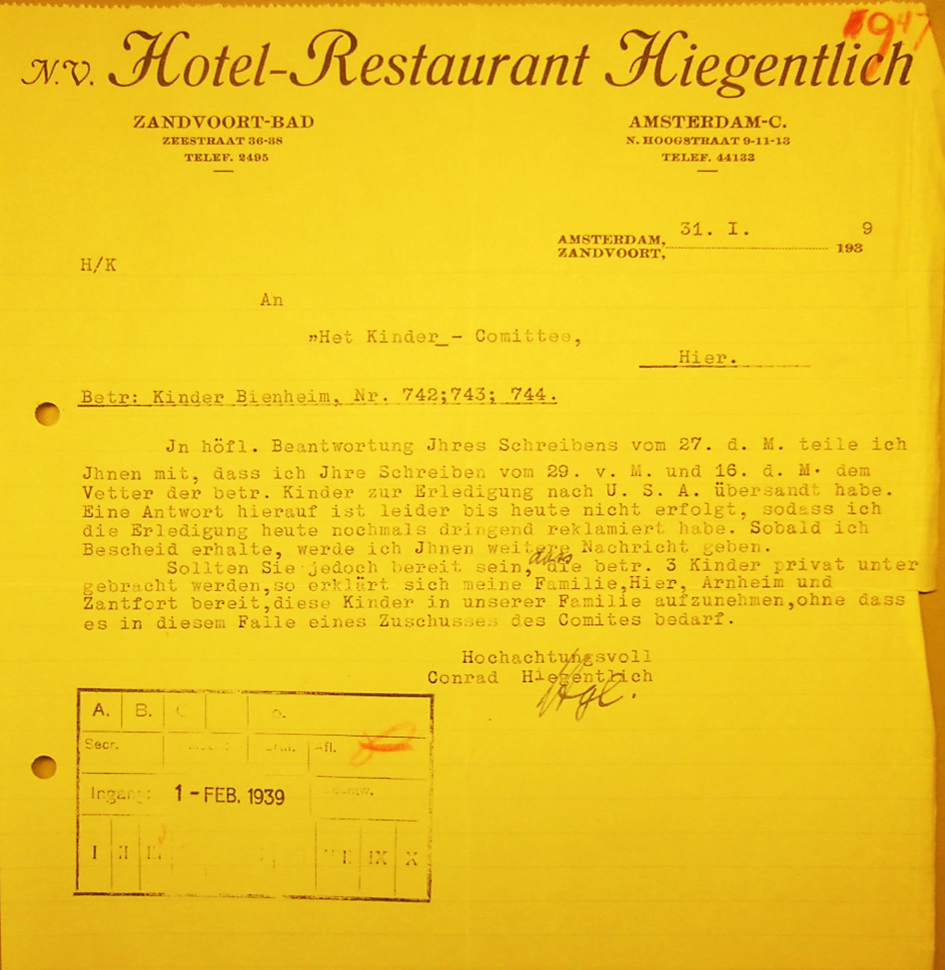 N.V. Hotel-Restaurant Hiegentlich
ZANDVOORT-BAD
ZEESTRAAT 36-38
TELEF. 2495
AMSTERDAM-C.
N. HOOGSTRAAT 9-11-13
TELEF. 44133
AMSTERDAM, 31. I. 1939
ZANDVOORT,
H/K
An
"Het Kinder_- Comittee,
Hier.
Betr: Kinder Bienheim, Nr. 742;743; 744.
Jn höfl. Beantwortung Jhres Schreibens vom 27. d. M. teile ich
Jhnen mit, dass ich Jhre Schreiben vom 29. v. M. und 16. d. M. dem
Vetter der betr. Kinder zur Erledigung nach U. S. A. übersandt habe.
Eine Antwort hierauf ist leider bis heute nicht erfolgt, sodass ich
die Erledigung heute nochmals dringend reklamiert habe. Sobald ich
Bescheid erhalte, werde ich Jhnen weitere Nachricht geben.
Sollten Sie jedoch bereit sein, dass die betr. 3 Kinder privat unter
gebracht werden,so erklärt sich meine Familie,Hier, Arnheim und
Zantfort bereit,diese Kinder in unserer Familie aufzunehmen,ohne dass
es in diesem Falle eines Zuschusses des Comites bedarf.
Hochachtungsvoll
Conrad Hiegentlich
Hgl.
A. B. C
Secr. Afl.
Ingang: 1-FEB. 1939
I II IX X